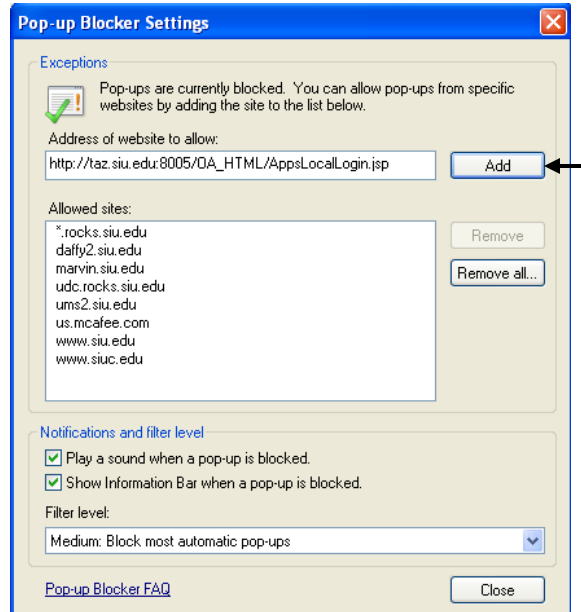 Pop-up Blocker Settings
Exceptions
Pop-ups are currently blocked. You can allow pop-ups from specific
websites by adding the site to the list below.
Address of website to allow:
http://taz.siu.edu:8005/OA_HTML/AppsLocalLogin.jsp
Add
Allowed sites:
*.rocks.siu.edu
daffy2.siu.edu
marvin.siu.edu
udc.rocks.siu.edu
ums2.siu.edu
us.mcafee.com
www.siu.edu
www.siuc.edu
Remove
Remove all...
Notifications and filter level
Play a sound when a pop-up is blocked.
Show Information Bar when a pop-up is blocked.
Filter level:
Medium: Block most automatic pop-ups
Pop-up Blocker FAQ
Close